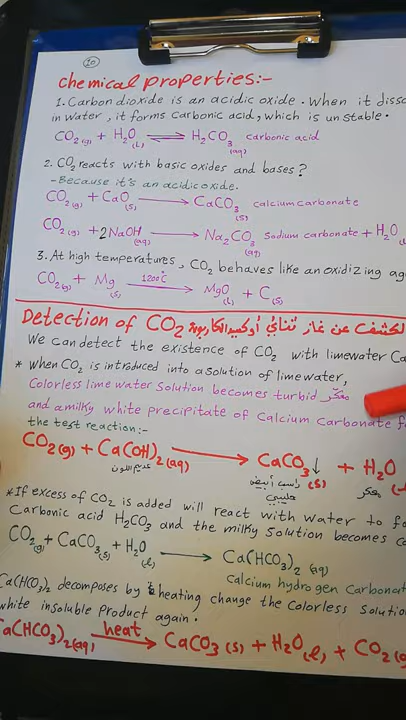 10
Chemical properties:-
1. Carbon dioxide is an acidic oxide. When it disso
in water, it forms carbonic acid, which is unstable.
CO₂(g) + H₂O(l) ⇌ H₂CO₃(aq) carbonic acid
2. CO₂ reacts with basic oxides and bases?
- Because it's an acidic oxide.
CO₂(g) + CaO(s) → CaCO₃(s) calcium carbonate
CO₂(g) + 2NaOH(aq) → Na₂CO₃(aq) Sodium carbonate + H₂O
3. At high temperatures, CO₂ behaves like an oxidizing ag
CO₂(g) + Mg(s) —1200°C→ MgO(l) + C(s)
Detection of CO₂ الكشف عن غاز ثنائي أوكسيد الكاربون
We can detect the existence of CO₂ with limewater Ca
* When CO₂ is introduced into a solution of limewater,
Colorless lime water Solution becomes turbid معكّر
and a milky white precipitate of Calcium Carbonate f
the test reaction:-
CO₂(g) + Ca(OH)₂(aq) → CaCO₃↓(s) + H₂O(l)
عديم اللون راسب أبيض حليبي معكر
* If excess of CO₂ is added will react with water to fo
Carbonic acid H₂CO₃ and the milky Solution becomes c
CO₂(g) + CaCO₃(s) + H₂O(l) → Ca(HCO₃)₂(aq)
Calcium hydrogen Carbonat
Ca(HCO₃)₂ decomposes by heating change the Colorless Solutio
white insoluble Product again.
Ca(HCO₃)₂(aq) —heat→ CaCO₃(s) + H₂O(l) + CO₂(g